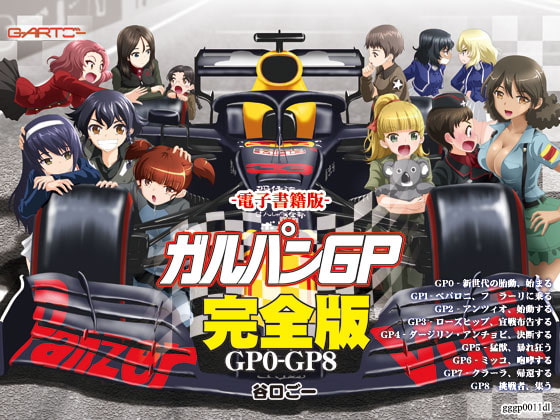 GARTO
-電子書籍版-
ガルパンGP
完全版
GP0-GP8
谷口ごー
Panzer
GP0 - 新世代の胎動、始まる
GP1 - ペパロニ、フェラーリに乗る
GP2 - アンツィオ、始動する
GP3 - ローズヒップ、宣戦布告する
GP4 - ダージリン・アンチョビ、決断する
GP5 - 猛獣、暴れ狂う
GP6 - ミッコ、咆哮する
GP7 - クラーラ、帰還する
GP8 挑戦者、集う
gggp0011dl